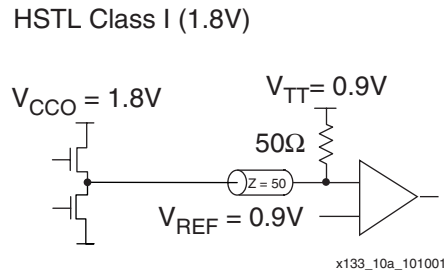 HSTL Class I (1.8V)
VTT= 0.9V
VCCO = 1.8V
50Ω
Z = 50
VREF = 0.9V
x133_10a_101001